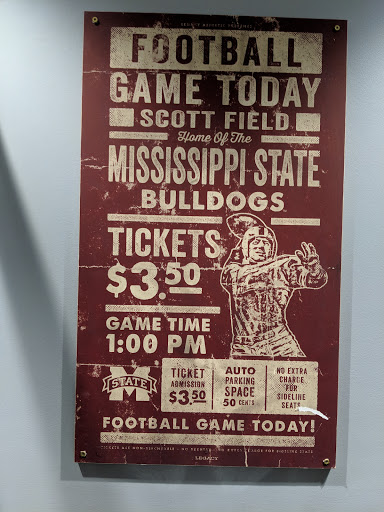 FOOTBALL
GAME TODAY
SCOTT FIELD
Home Of The
MISSISSIPPI STATE
BULLDOGS
TICKETS
$3.50
GAME TIME
1:00 PM
STATE
TICKET
ADMISSION
$3.50
AUTO
PARKING
SPACE
50 CENTS
NO EXTRA
CHARGE
FOR
SIDELINE
SEATS
FOOTBALL GAME TODAY!
LEGACY